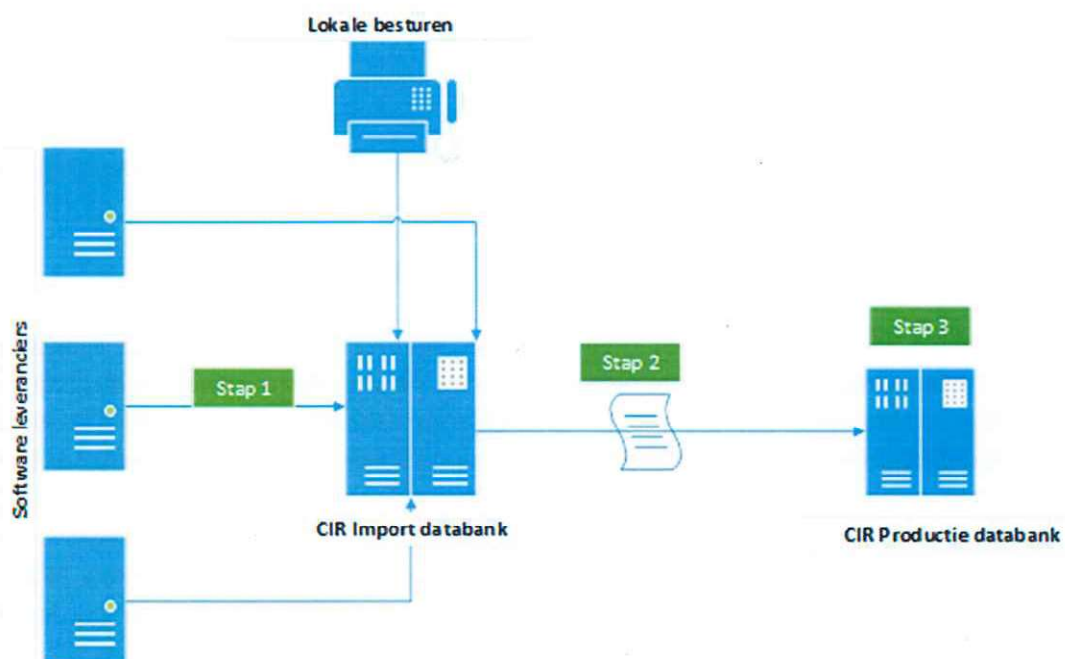 Lokale besturen
Software leveranciers
Stap 1
Stap 2
Stap 3
CIR Import databank
CIR Productie databank